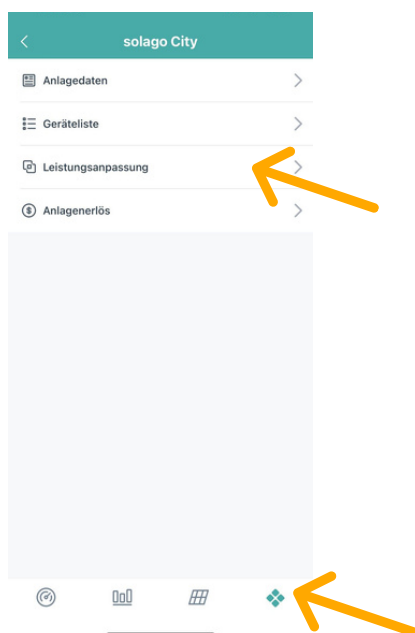 solago City
Anlagedaten
Geräteliste
Leistungsanpassung
Anlagenerlös